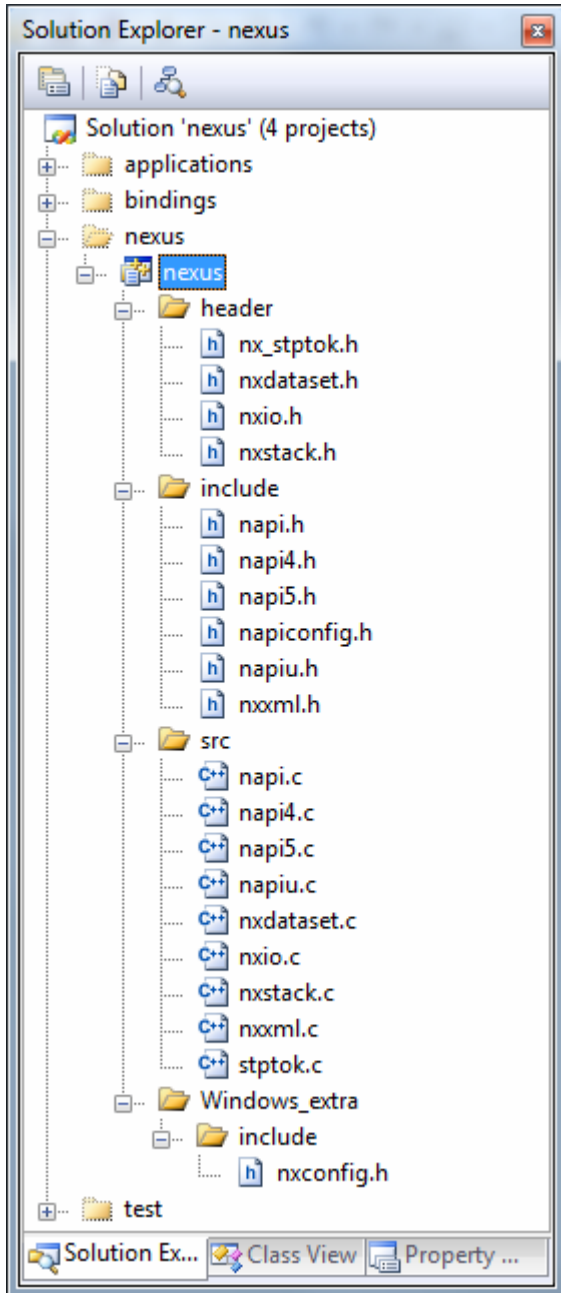 Solution Explorer - nexus
Solution 'nexus' (4 projects)
applications
bindings
nexus
nexus
header
nx_stptok.h
nxdataset.h
nxio.h
nxstack.h
include
napi.h
napi4.h
napi5.h
napiconfig.h
napiu.h
nxxml.h
src
napi.c
napi4.c
napi5.c
napiu.c
nxdataset.c
nxio.c
nxstack.c
nxxml.c
stptok.c
Windows_extra
include
nxconfig.h
test
Solution Ex... Class View Property ...